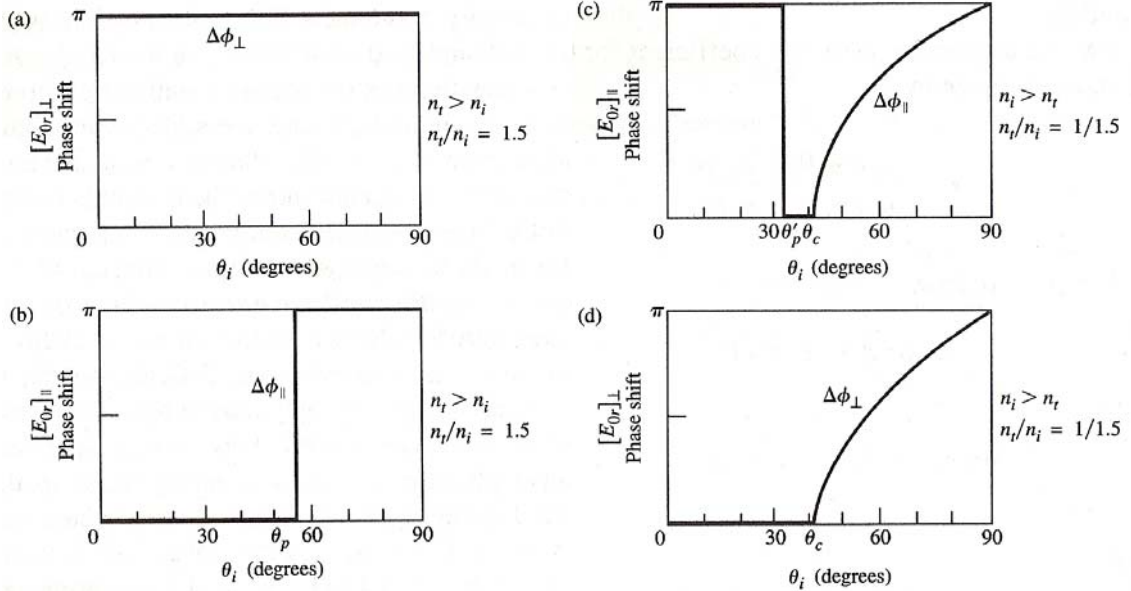 (a)
π
Δϕ⊥
[E0r]⊥
Phase shift
nt > ni
nt/ni = 1.5
0 30 60 90
θi (degrees)
(b)
π
Δϕ∥
[E0r]∥
Phase shift
nt > ni
nt/ni = 1.5
0 30 θp 60 90
θi (degrees)
(c)
π
Δϕ∥
[E0r]∥
Phase shift
ni > nt
nt/ni = 1/1.5
0 30 θ′p θc 60 90
θi (degrees)
(d)
π
Δϕ⊥
[E0r]⊥
Phase shift
ni > nt
nt/ni = 1/1.5
0 30 θc 60 90
θi (degrees)